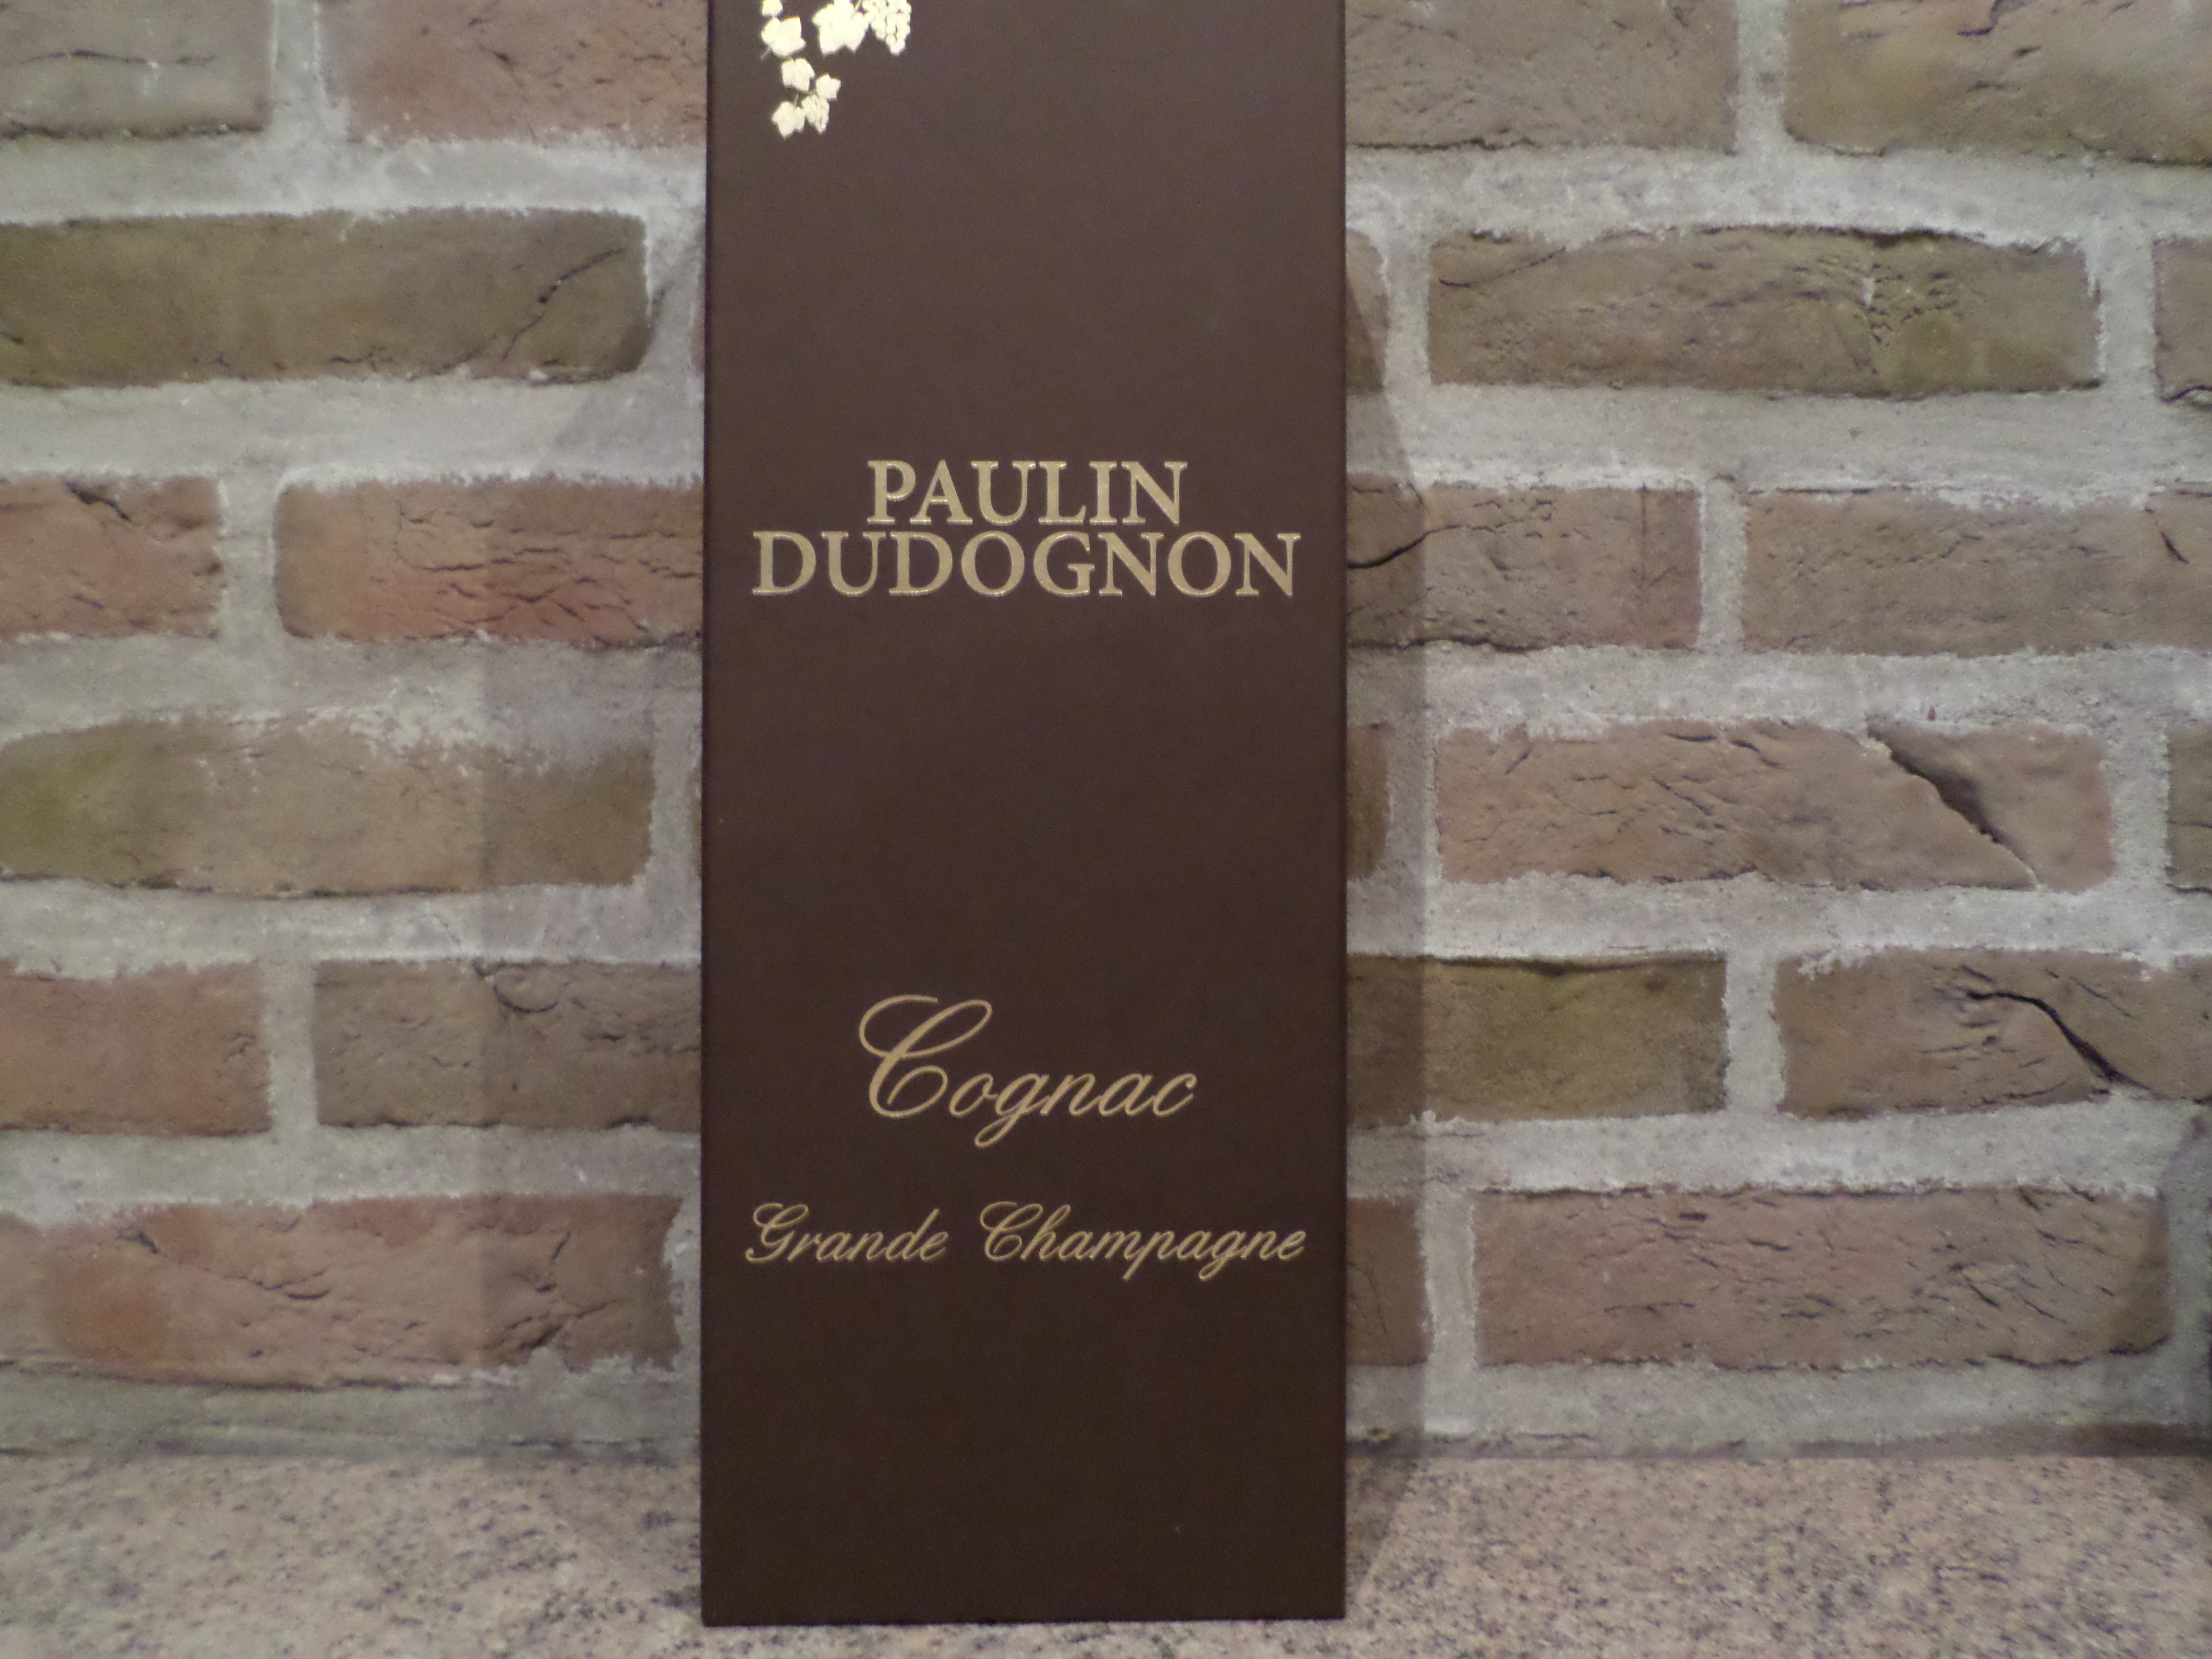 PAULIN
DUDOGNON
Cognac
Grande Champagne